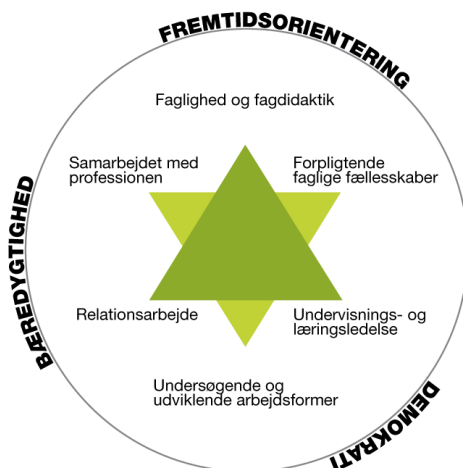 FREMTIDSORIENTERING
Faglighed og fagdidaktik
Samarbejdet med
professionen
Forpligtende
faglige fællesskaber
BÆREDYGTIGHED
Relationsarbejde
Undervisnings- og
læringsledelse
Undersøgende og
udviklende arbejdsformer
DEMOKRATI